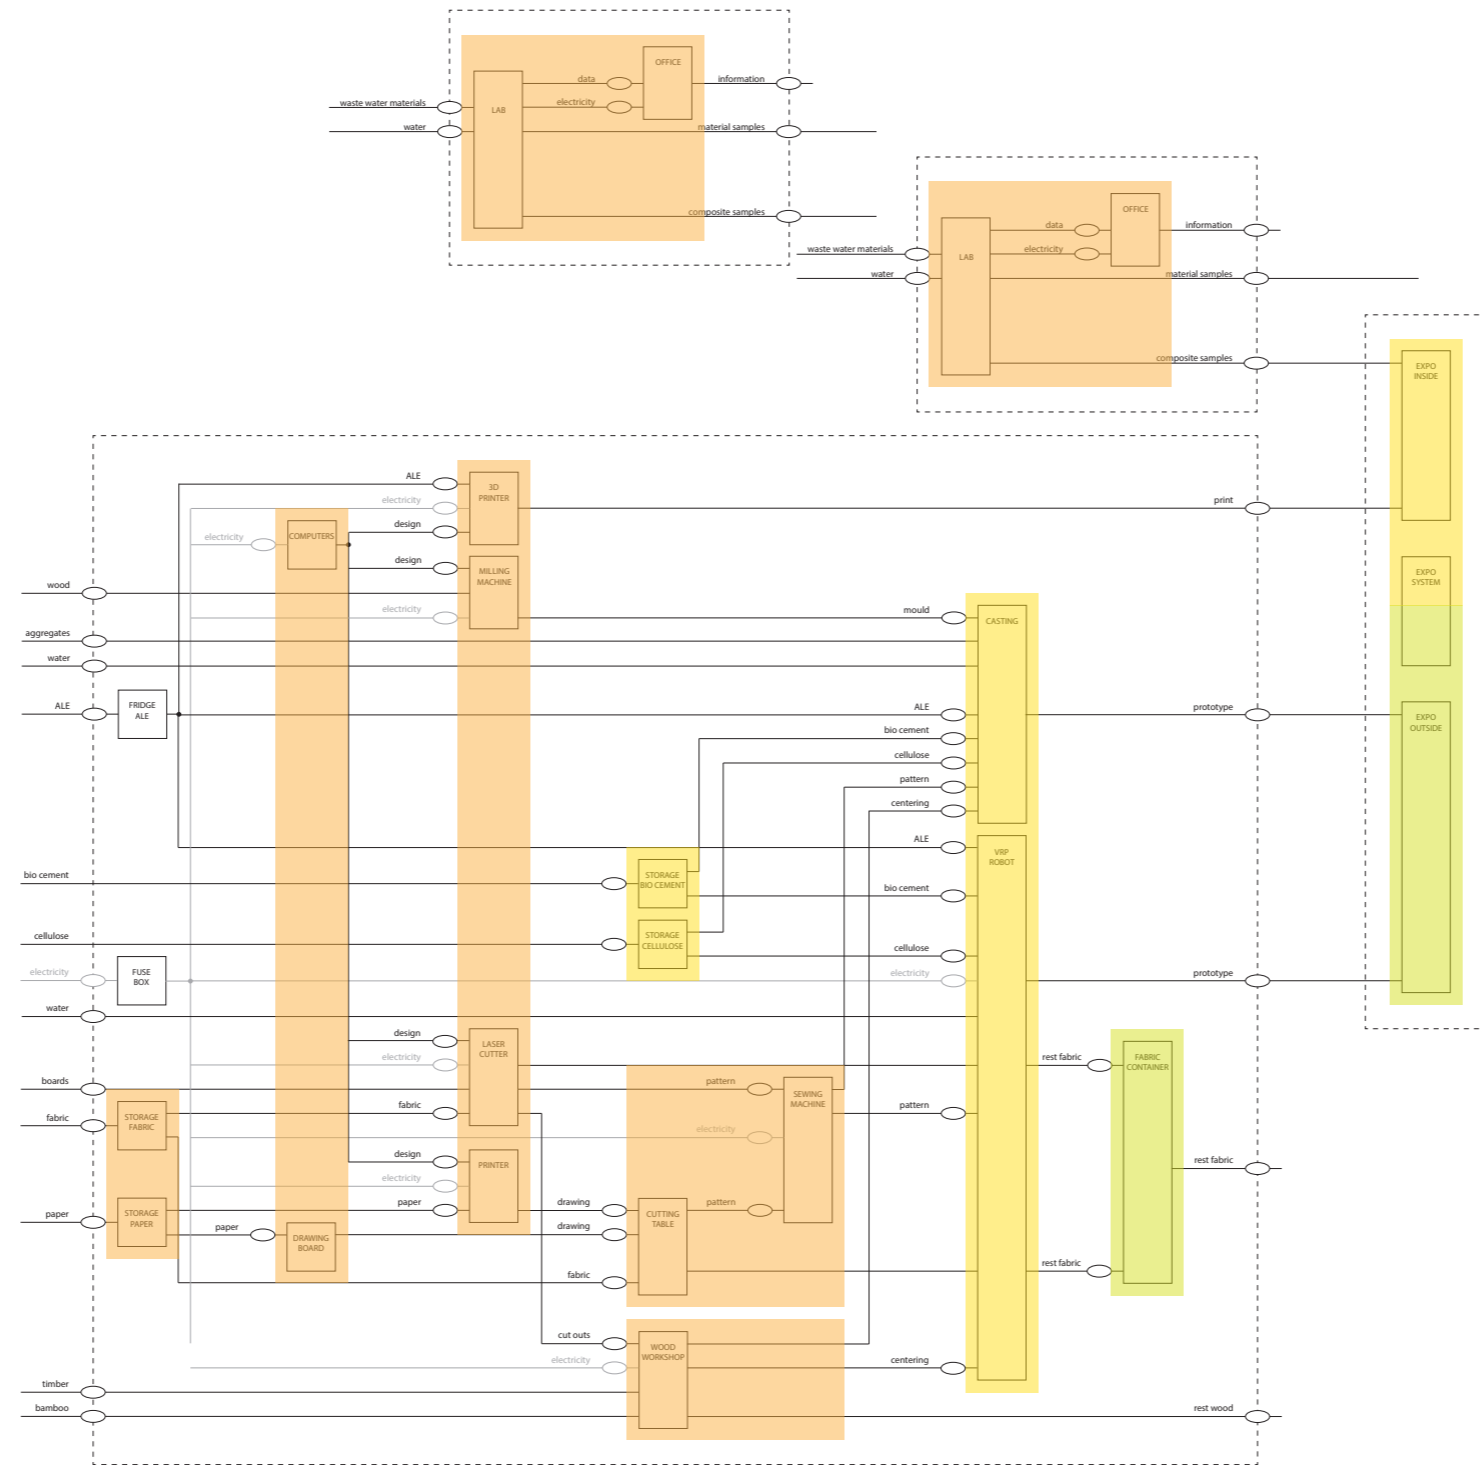 OFFICE
data
information
electricity
LAB
waste water materials
water
material samples
composite samples
OFFICE
data
information
electricity
LAB
waste water materials
water
material samples
composite samples
EXPO
INSIDE
ALE
3D
PRINTER
electricity
print
design
COMPUTERS
electricity
design
MILLING
MACHINE
EXPO
SYSTEM
wood
electricity
mould
CASTING
aggregates
water
FRIDGE
ALE
ALE
ALE
prototype
EXPO
OUTSIDE
bio cement
cellulose
pattern
centering
ALE
VRP
ROBOT
bio cement
STORAGE
BIO CEMENT
bio cement
cellulose
STORAGE
CELLULOSE
cellulose
electricity
FUSE
BOX
electricity
prototype
water
design
LASER
CUTTER
electricity
rest fabric
FABRIC
CONTAINER
boards
pattern
SEWING
MACHINE
fabric
STORAGE
FABRIC
fabric
pattern
electricity
design
PRINTER
rest fabric
electricity
paper
STORAGE
PAPER
paper
drawing
CUTTING
TABLE
pattern
paper
DRAWING
BOARD
drawing
fabric
rest fabric
cut outs
WOOD
WORKSHOP
electricity
centering
timber
bamboo
rest wood